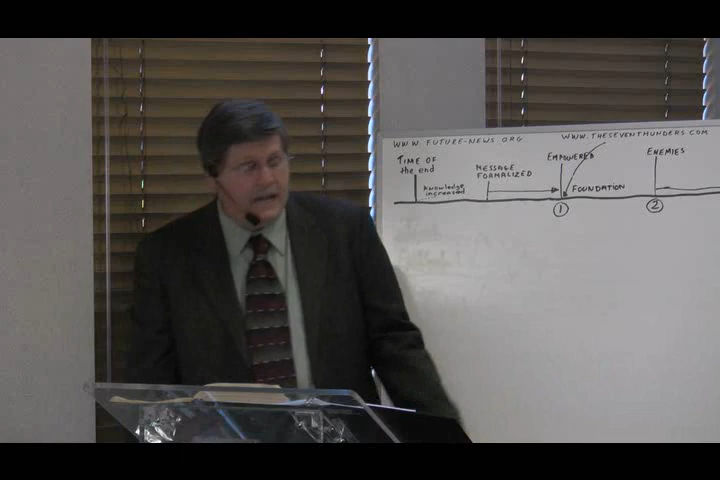 WWW.FUTURE-NEWS.ORG
WWW.THESEVENTHUNDERS.COM
TIME OF
the end
Knowledge
increased
MESSAGE
FORMALIZED
EMPOWERED
FOUNDATION
ENEMIES
1
2